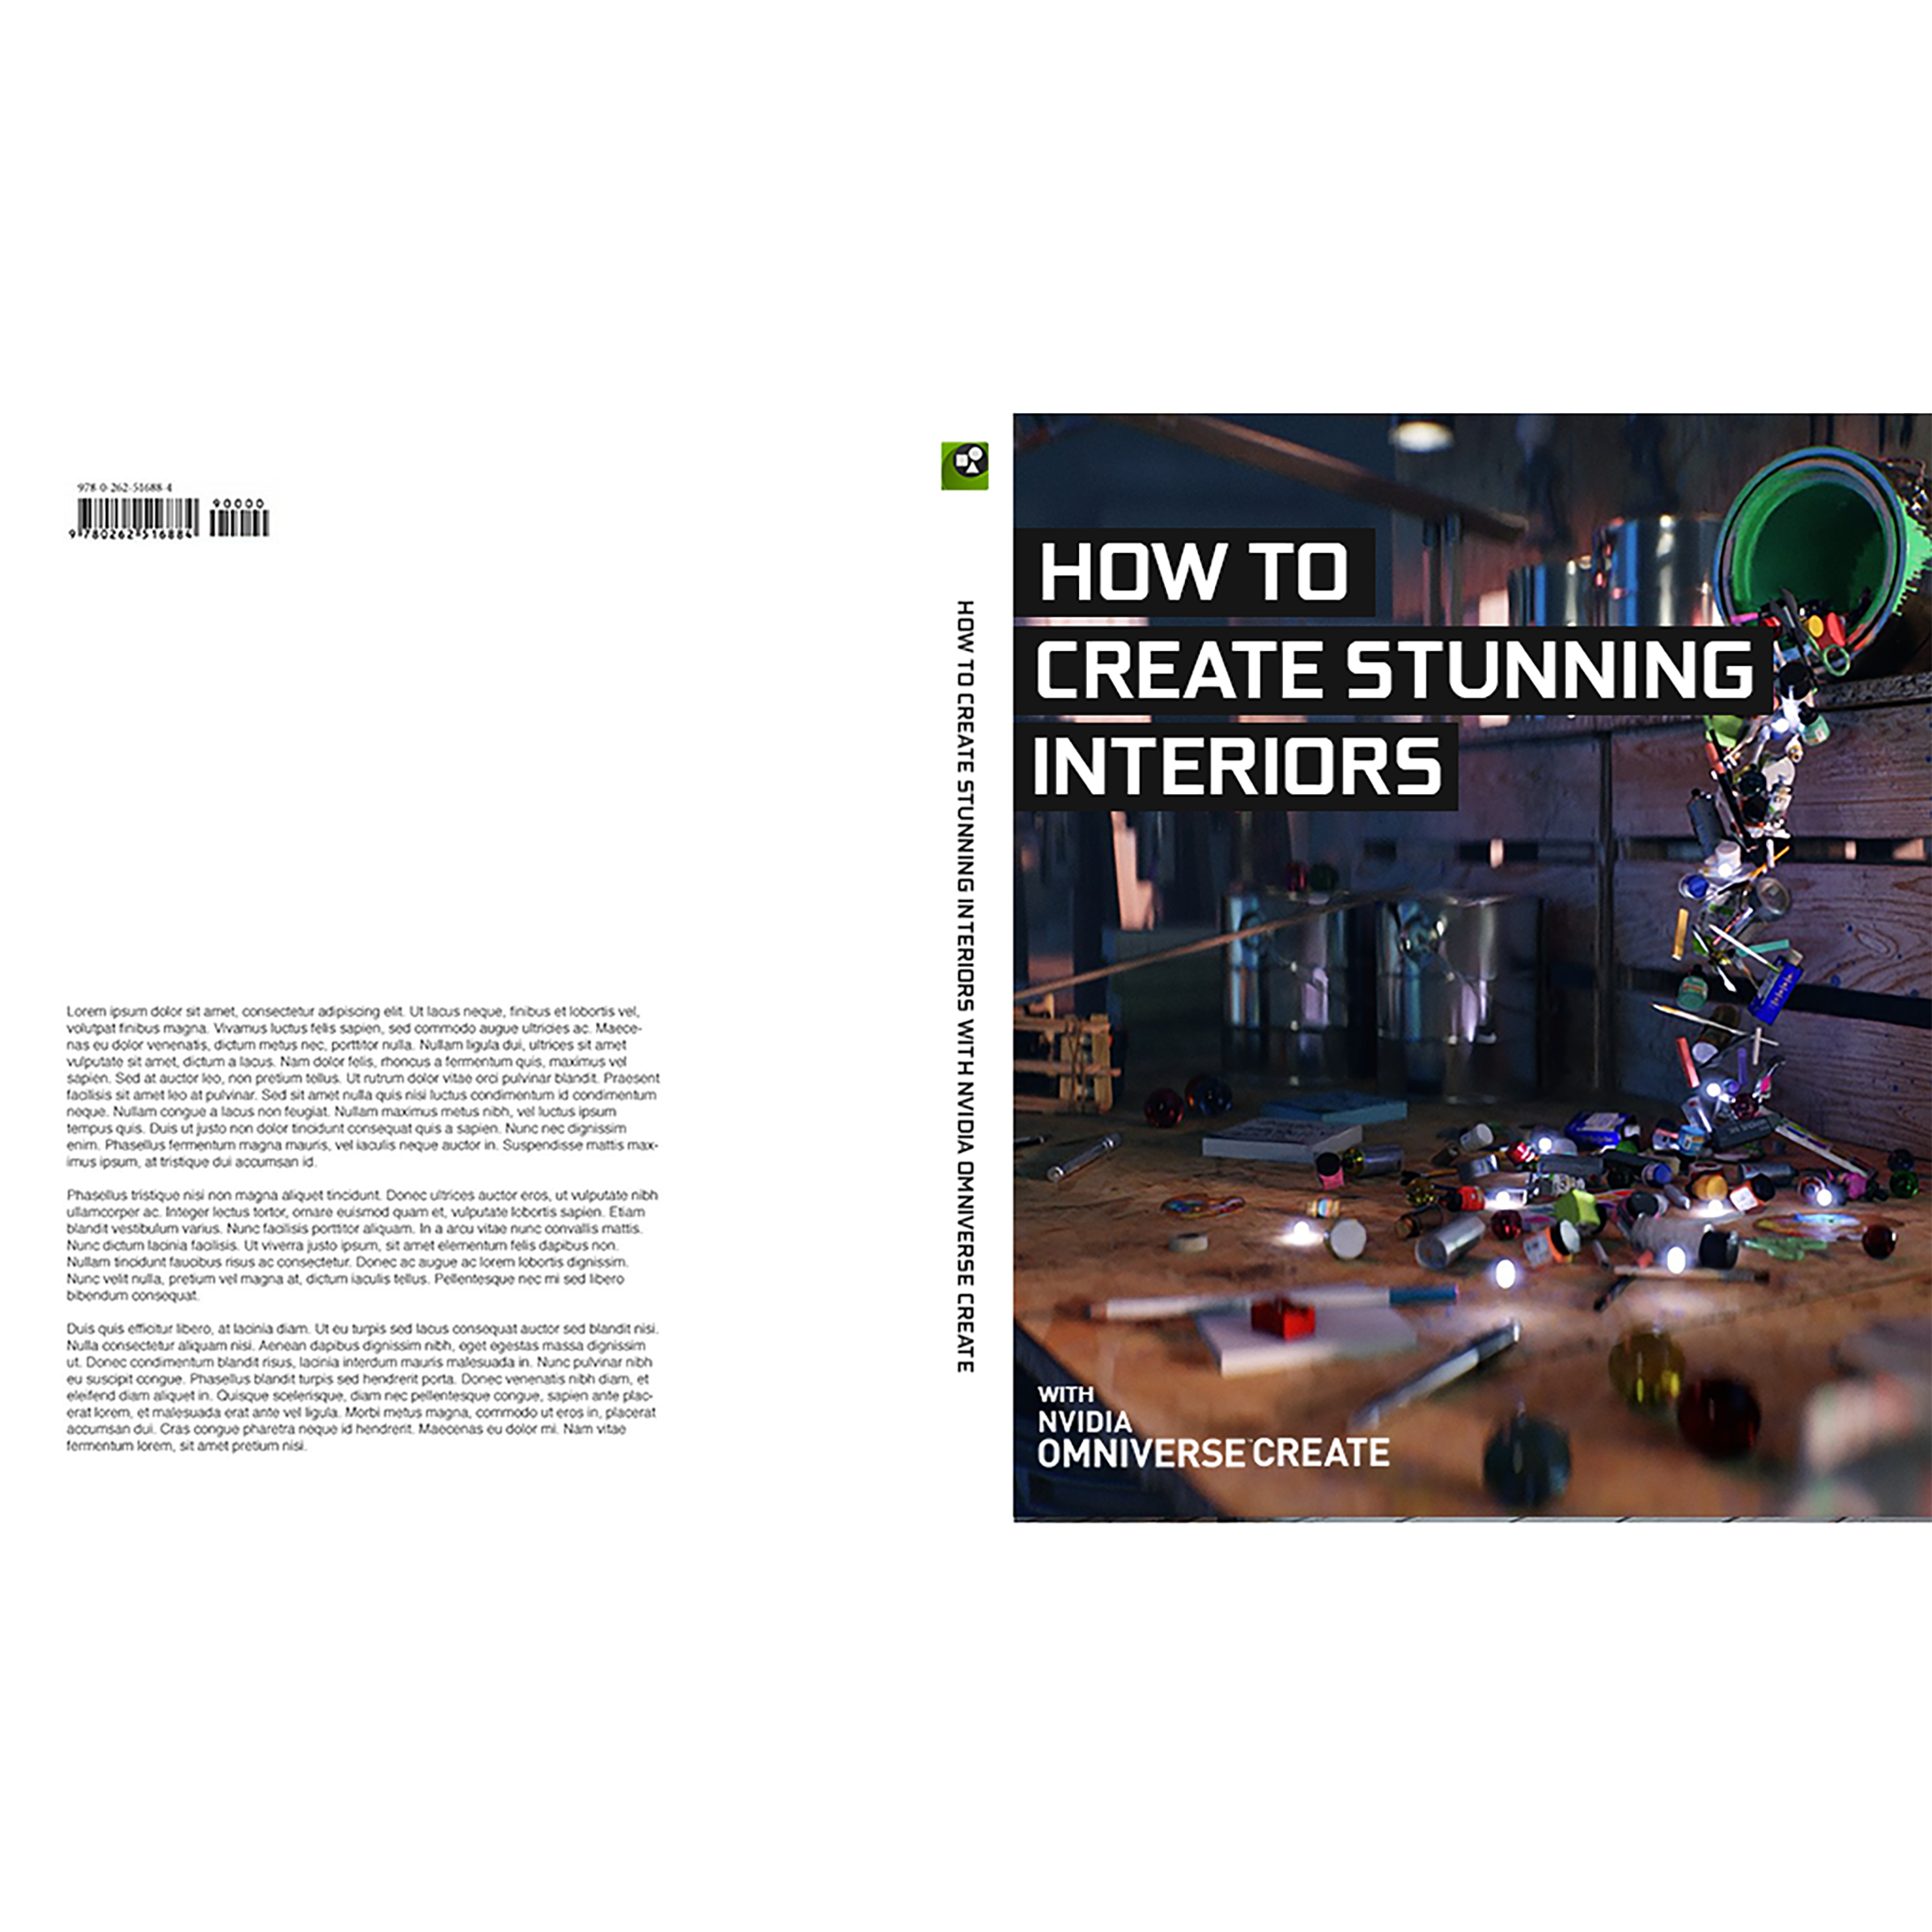 978-0-262-51688-4
90000
9 780262 516884
Lorem ipsum dolor sit amet, consectetur adipiscing elit. Ut lacus neque, finibus et lobortis vel,
volutpat finibus magna. Vivamus luctus felis sapien, sed commodo augue ultricies ac. Maece-
nas eu dolor venenatis, dictum metus nec, porttitor nulla. Nullam ligula dui, ultrices sit amet
vulputate sit amet, dictum a lacus. Nam dolor felis, rhoncus a fermentum quis, maximus vel
sapien. Sed at auctor leo, non pretium tellus. Ut rutrum dolor vitae orci pulvinar blandit. Praesent
facilisis sit amet leo at pulvinar. Sed sit amet nulla quis nisi luctus condimentum id condimentum
neque. Nullam congue a lacus non feugiat. Nullam maximus metus nibh, vel luctus ipsum
tempus quis. Duis ut justo non dolor tincidunt consequat quis a sapien. Nunc nec dignissim
enim. Phasellus fermentum magna mauris, vel iaculis neque auctor in. Suspendisse mattis max-
imus ipsum, at tristique dui accumsan id.
Phasellus tristique nisi non magna aliquet tincidunt. Donec ultrices auctor eros, ut vulputate nibh
ullamcorper ac. Integer lectus tortor, ornare euismod quam et, vulputate lobortis sapien. Etiam
blandit vestibulum varius. Nunc facilisis porttitor aliquam. In a arcu vitae nunc convallis mattis.
Nunc dictum lacinia facilisis. Ut viverra justo ipsum, sit amet elementum felis dapibus non.
Nullam tincidunt faucibus risus ac consectetur. Donec ac augue ac lorem lobortis dignissim.
Nunc velit nulla, pretium vel magna at, dictum iaculis tellus. Pellentesque nec mi sed libero
bibendum consequat.
Duis quis efficitur libero, at lacinia diam. Ut eu turpis sed lacus consequat auctor sed blandit nisi.
Nulla consectetur aliquam nisi. Aenean dapibus dignissim nibh, eget egestas massa dignissim
ut. Donec condimentum blandit risus, lacinia interdum mauris malesuada in. Nunc pulvinar nibh
eu suscipit congue. Phasellus blandit turpis sed hendrerit porta. Donec venenatis nibh diam, et
eleifend diam aliquet in. Quisque scelerisque, diam nec pellentesque congue, sapien ante plac-
erat lorem, et malesuada erat ante vel ligula. Morbi metus magna, commodo ut eros in, placerat
accumsan dui. Cras congue pharetra neque id hendrerit. Maecenas eu dolor mi. Nam vitae
fermentum lorem, sit amet pretium nisi.
HOW TO CREATE STUNNING INTERIORS WITH NVIDIA OMNIVERSE CREATE
HOW TO
CREATE STUNNING
INTERIORS
WITH
NVIDIA
OMNIVERSE™CREATE